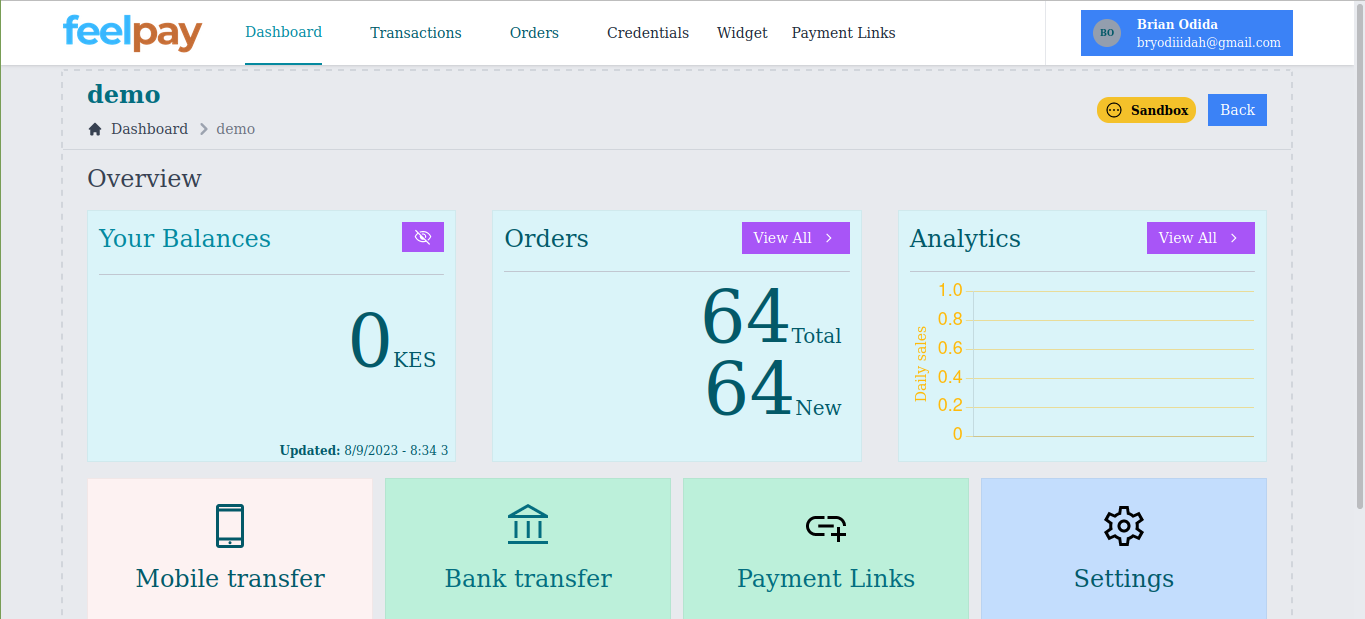 feelpay
Dashboard
Transactions
Orders
Credentials
Widget
Payment Links
BO
Brian Odida
bryodiiidah@gmail.com
demo
Dashboard
demo
Sandbox
Back
Overview
Your Balances
0 KES
Updated: 8/9/2023 - 8:34 3
Orders
View All
64 Total
64 New
Analytics
View All
Daily sales
1.0
0.8
0.6
0.4
0.2
0
Mobile transfer
Bank transfer
Payment Links
Settings